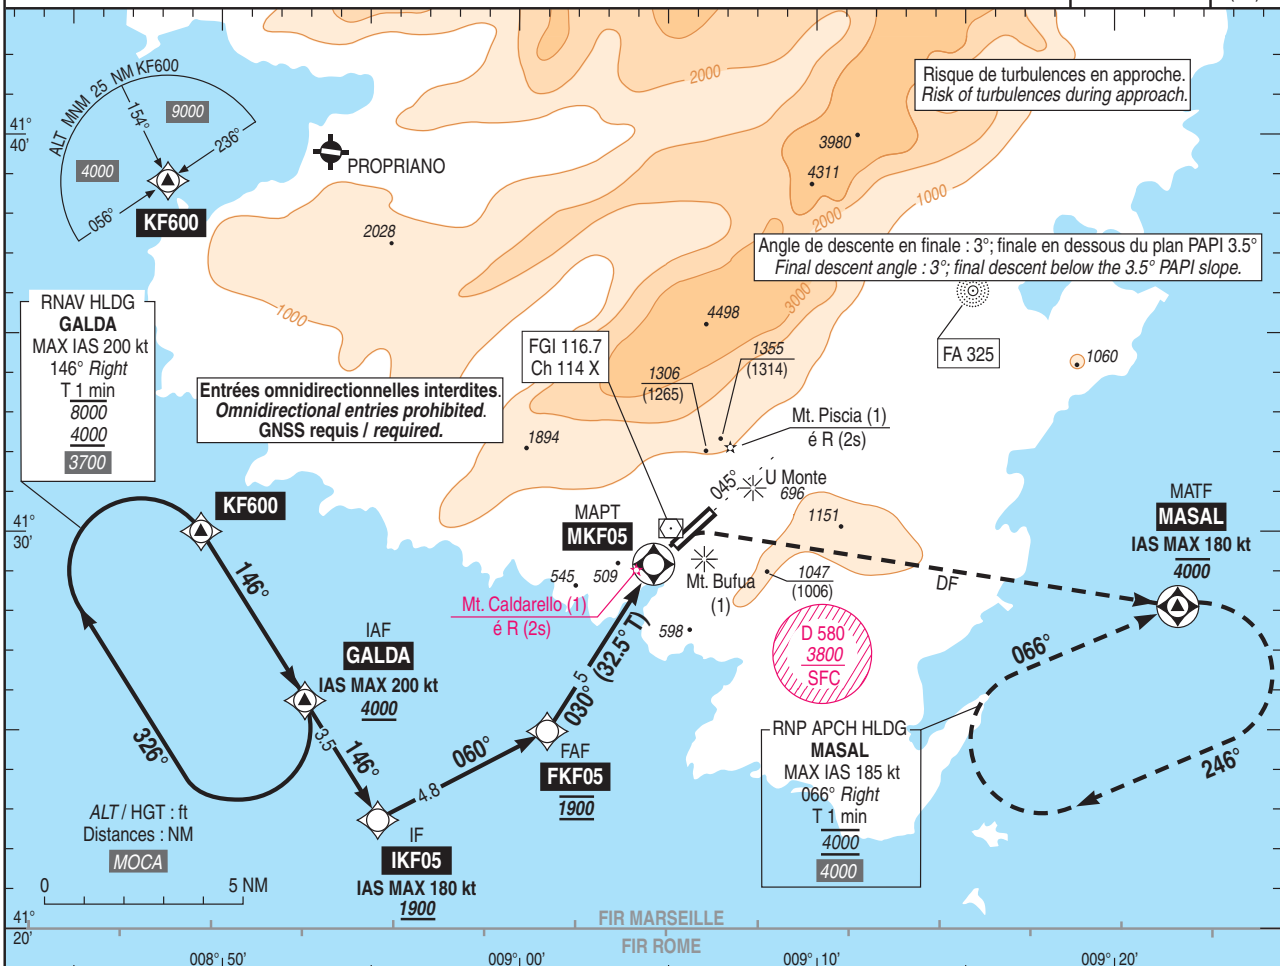 ALT MNM 25 NM KF600
154°
9000
236°
4000
056°
KF600
41°
40'
PROPRIANO
2000
3980
4311
2000
1000
Risque de turbulences en approche.
Risk of turbulences during approach.
2028
1000
Angle de descente en finale : 3°; finale en dessous du plan PAPI 3.5°
Final descent angle : 3°; final descent below the 3.5° PAPI slope.
3000
4498
FA 325
1060
RNAV HLDG
GALDA
MAX IAS 200 kt
146° Right
T 1 min
8000
4000
3700
FGI 116.7
Ch 114 X
1355
(1314)
1306
(1265)
Entrées omnidirectionnelles interdites.
Omnidirectional entries prohibited.
GNSS requis / required.
1894
Mt. Piscia (1)
é R (2s)
045°
U Monte
696
1151
KF600
MAPT
MKF05
41°
30'
MATF
MASAL
IAS MAX 180 kt
4000
545
509
Mt. Bufua
(1)
1047
(1006)
DF
146°
Mt. Caldarello (1)
é R (2s)
598
D 580
3800
SFC
IAF
GALDA
IAS MAX 200 kt
4000
066°
5
030° (32.5° T)
326°
3.5
146°
060°
4.8
FAF
FKF05
1900
RNP APCH HLDG
MASAL
MAX IAS 185 kt
066° Right
T 1 min
4000
4000
246°
ALT / HGT : ft
Distances : NM
MOCA
0 5 NM
IF
IKF05
IAS MAX 180 kt
1900
41°
20'
FIR MARSEILLE
FIR ROME
008°50' 009°00' 009°10' 009°20'